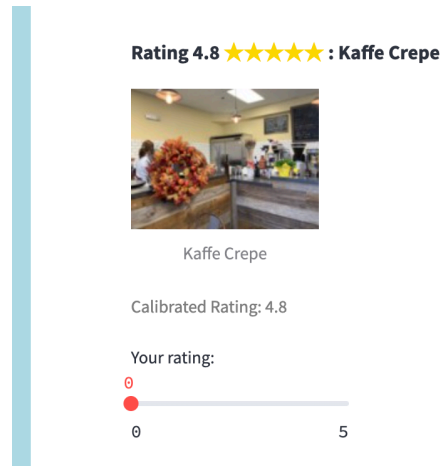 Rating 4.8 ⭐⭐⭐⭐⭐ : Kaffe Crepe
Kaffe Crepe
Calibrated Rating: 4.8
Your rating:
0
0 5